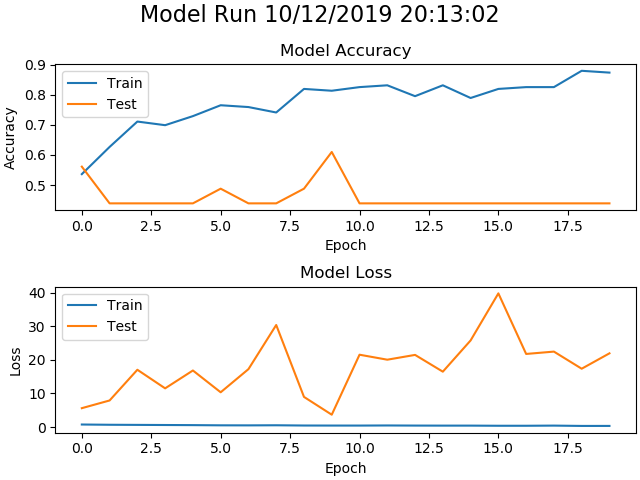 Model Run 10/12/2019 20:13:02
Model Accuracy
0.9
0.8
0.7
0.6
0.5
Accuracy
Train
Test
0.0 2.5 5.0 7.5 10.0 12.5 15.0 17.5
Epoch
Model Loss
40
30
20
10
0
Loss
Train
Test
0.0 2.5 5.0 7.5 10.0 12.5 15.0 17.5
Epoch